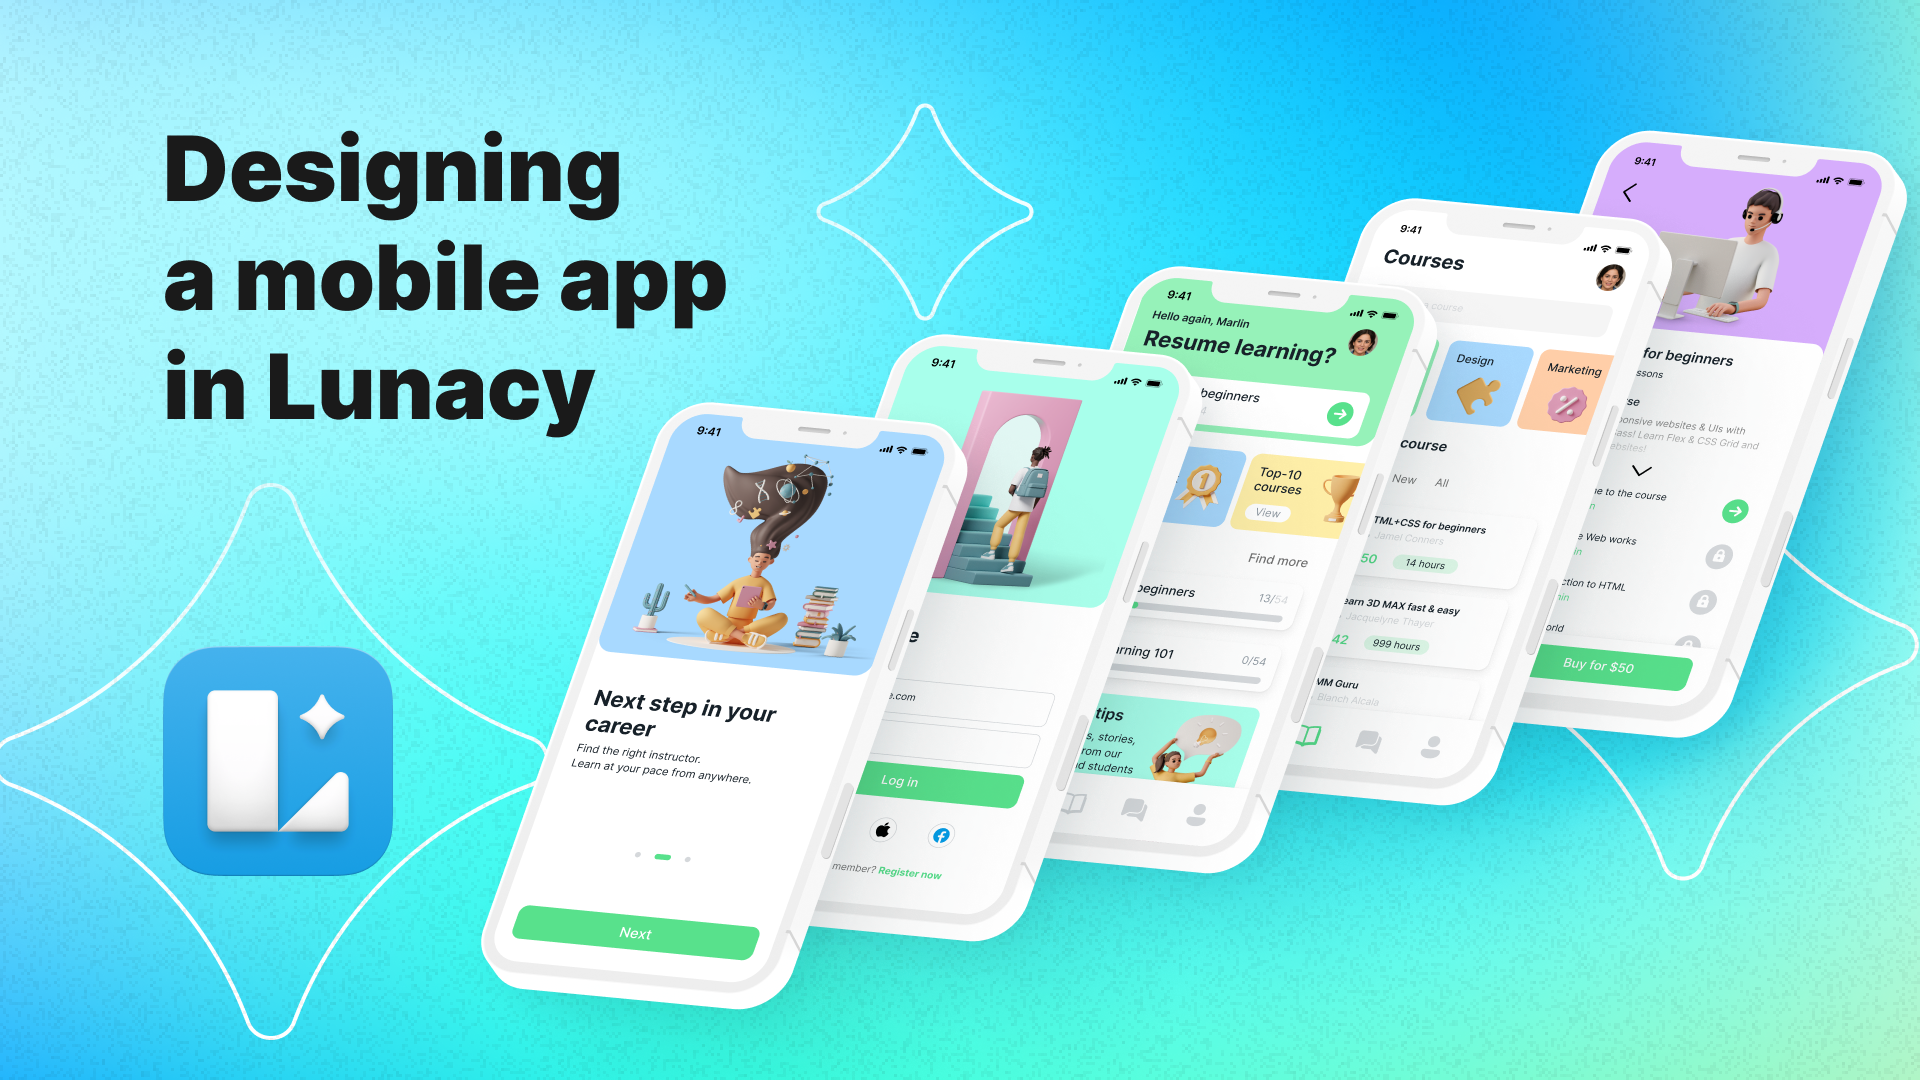 Designing
a mobile app
in Lunacy
9:41
Next step in your
career
Find the right instructor.
Learn at your pace from anywhere.
Next
9:41
e
e.com
Log in
member? Register now
9:41
Hello again, Marlin
Resume learning?
beginners
1
Top-10
courses
View
Find more
beginners
13/54
arning 101
0/54
tips
s, stories,
rom our
d students
9:41
Courses
course
Design
Marketing
course
New
All
TML+CSS for beginners
Jamel Conners
50
14 hours
earn 3D MAX fast & easy
Jacquelyne Thayer
42
999 hours
MM Guru
Blanch Alcala
9:41
for beginners
ssons
rse
ponsive websites & UIs with
ass! Learn Flex & CSS Grid and
ebsites!
e to the course
n
e Web works
in
ction to HTML
min
orld
Buy for $50